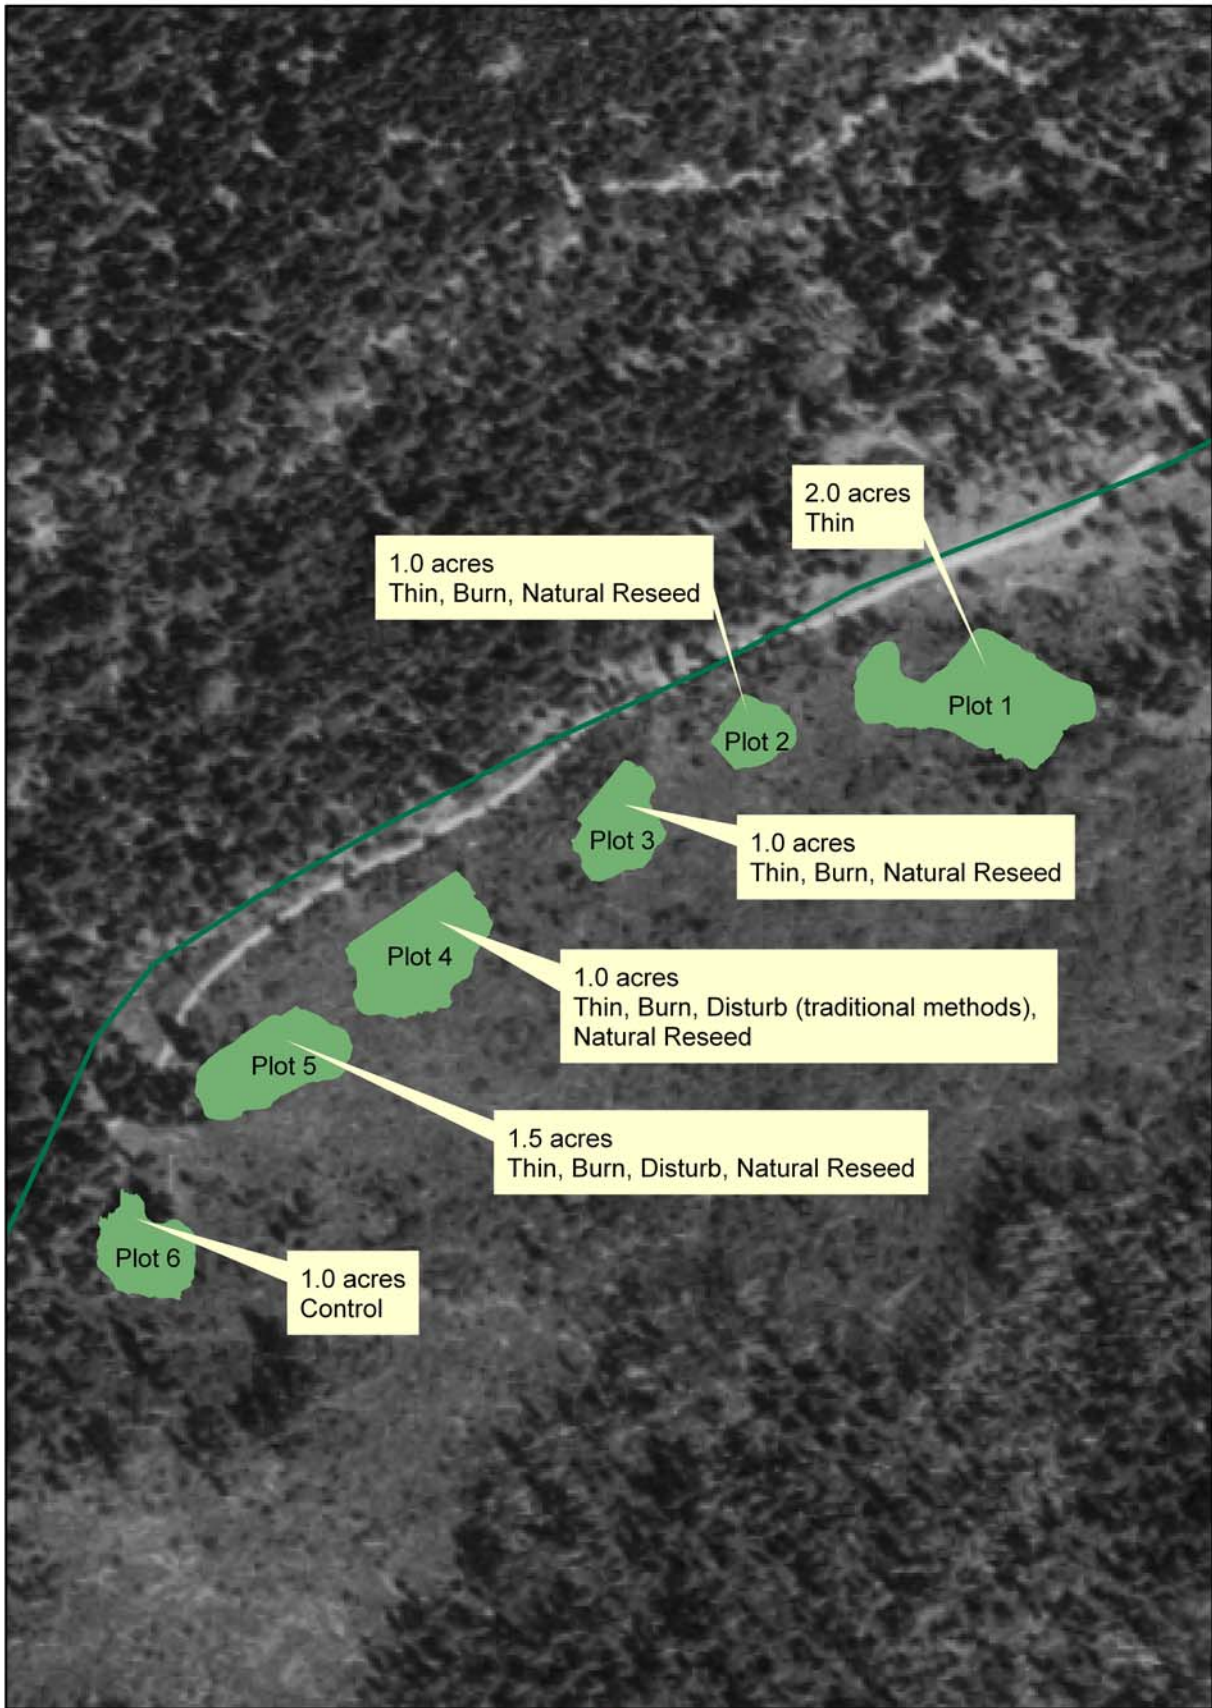 2.0 acres
Thin
1.0 acres
Thin, Burn, Natural Reseed
Plot 1
Plot 2
Plot 3
1.0 acres
Thin, Burn, Natural Reseed
Plot 4
1.0 acres
Thin, Burn, Disturb (traditional methods),
Natural Reseed
Plot 5
1.5 acres
Thin, Burn, Disturb, Natural Reseed
Plot 6
1.0 acres
Control